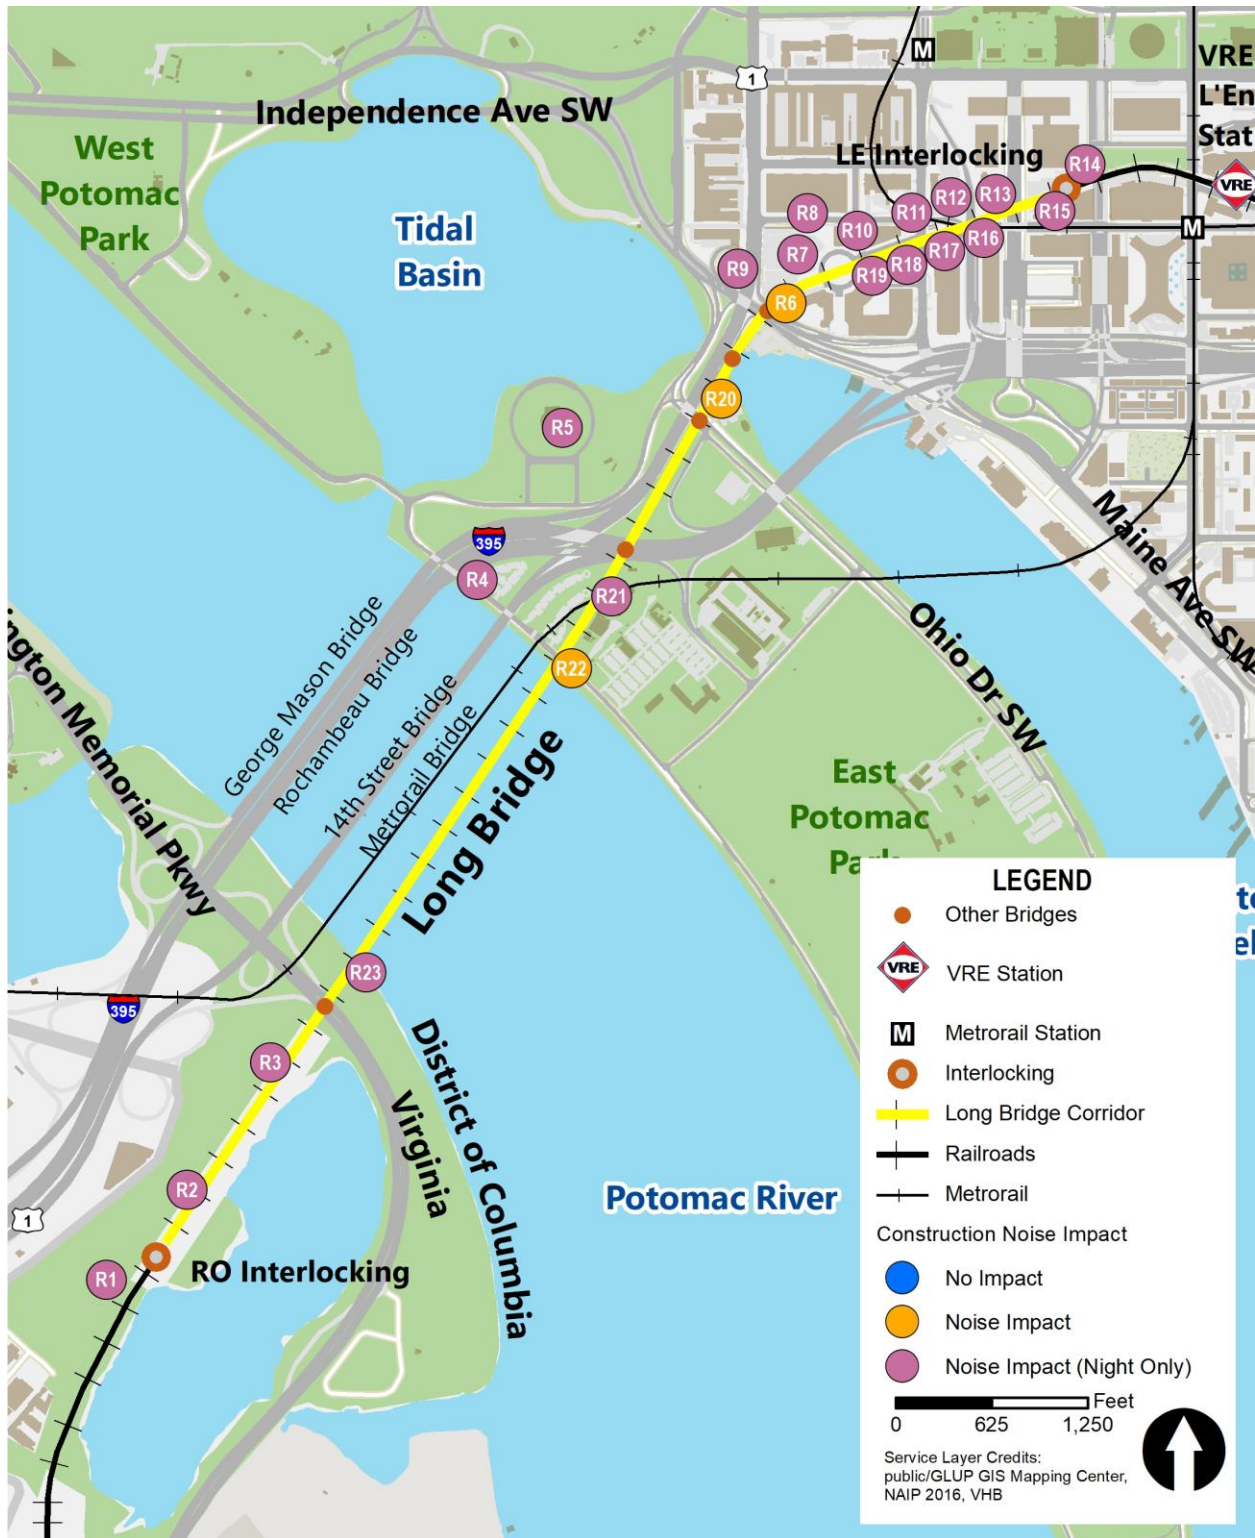 1
VRE
L'En
Stat
Independence Ave SW
M
West
Potomac
Park
LE Interlocking
R14
VRE
Tidal
Basin
R8
R10
R11
R12
R13
R15
M
R9
R7
R19
R18
R17
R16
R6
R20
R5
395
R4
R21
R22
Maine Ave SW
Ohio Dr SW
ington Memorial Pkwy
George Mason Bridge
Rochambeau Bridge
14th Street Bridge
Metrorail Bridge
Long Bridge
East
Potomac
R23
395
R3
R2
1
R1
RO Interlocking
District of Columbia
Virginia
Potomac River
LEGEND
Other Bridges
VRE
VRE Station
M
Metrorail Station
Interlocking
Long Bridge Corridor
Railroads
Metrorail
Construction Noise Impact
No Impact
Noise Impact
Noise Impact (Night Only)
Feet
0 625 1,250
Service Layer Credits:
public/GLUP GIS Mapping Center,
NAIP 2016, VHB